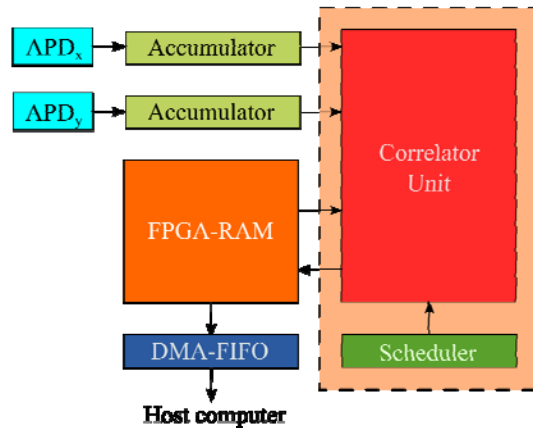 APDx
Accumulator
APDy
Accumulator
Correlator
Unit
FPGA-RAM
DMA-FIFO
Scheduler
Host computer